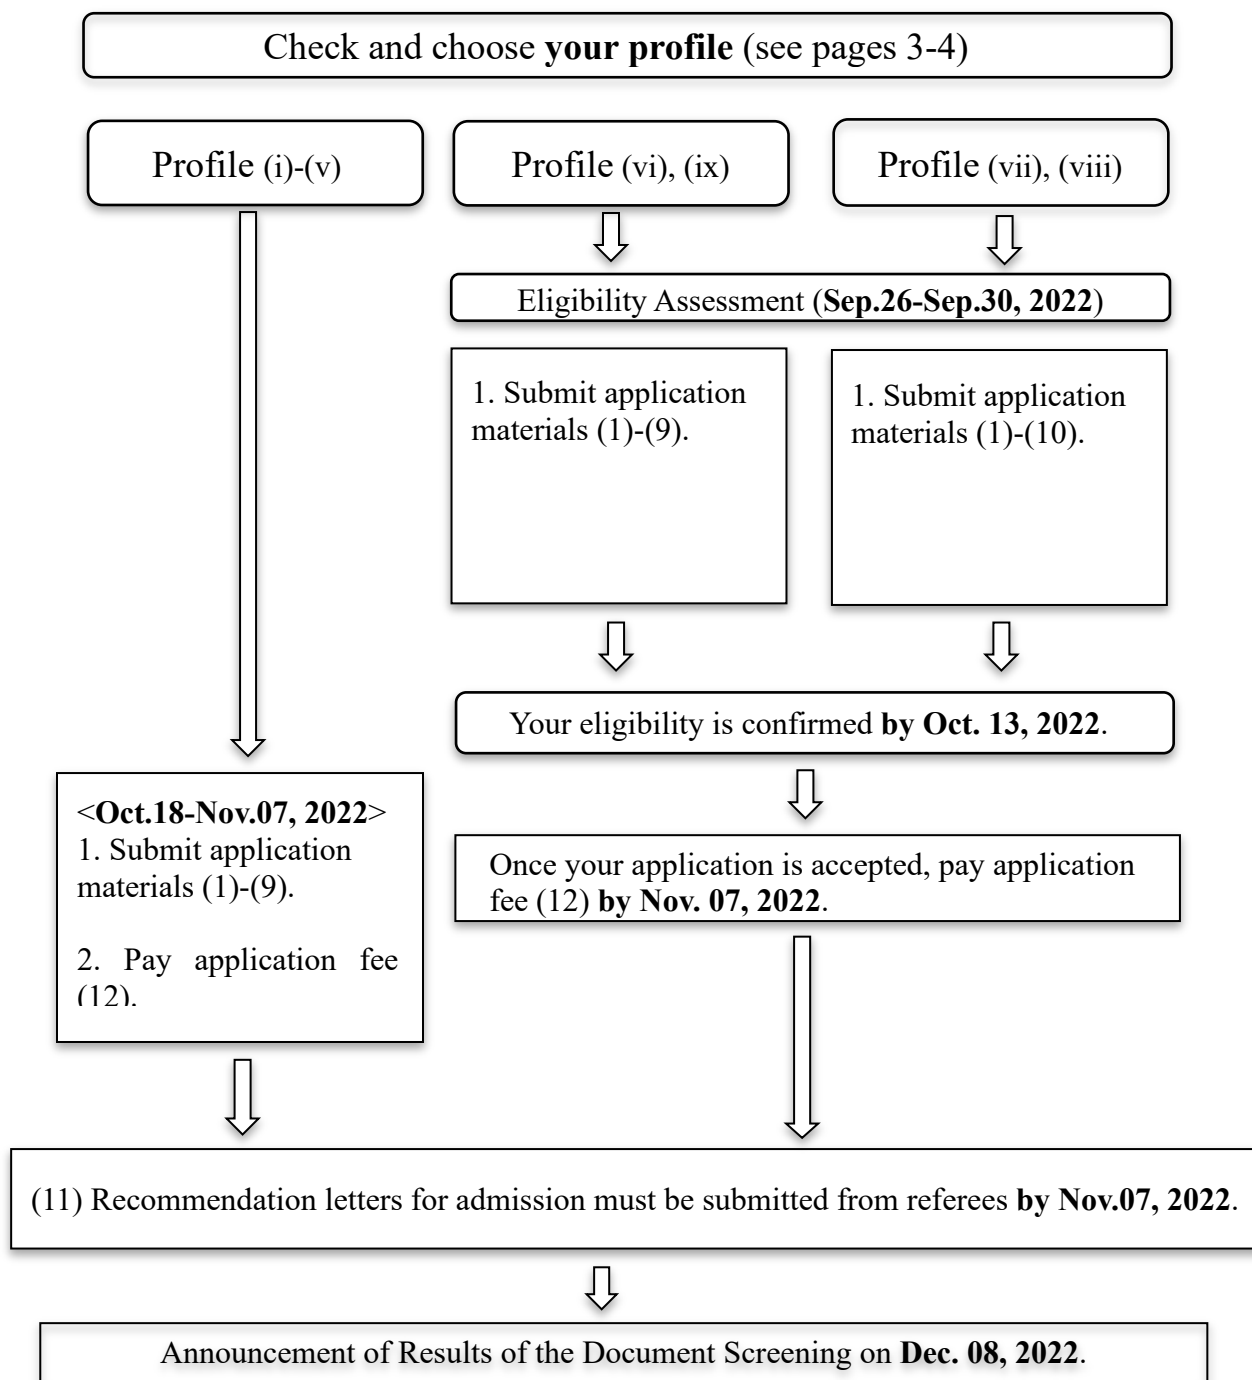 Check and choose your profile (see pages 3-4)
Profile (i)-(v)
Profile (vi), (ix)
Profile (vii), (viii)
Eligibility Assessment (Sep.26-Sep.30, 2022)
1. Submit application
materials (1)-(9).
1. Submit application
materials (1)-(10).
Your eligibility is confirmed by Oct. 13, 2022.
<Oct.18-Nov.07, 2022>
1. Submit application
materials (1)-(9).
2. Pay application fee
(12).
Once your application is accepted, pay application
fee (12) by Nov. 07, 2022.
(11) Recommendation letters for admission must be submitted from referees by Nov.07, 2022.
Announcement of Results of the Document Screening on Dec. 08, 2022.